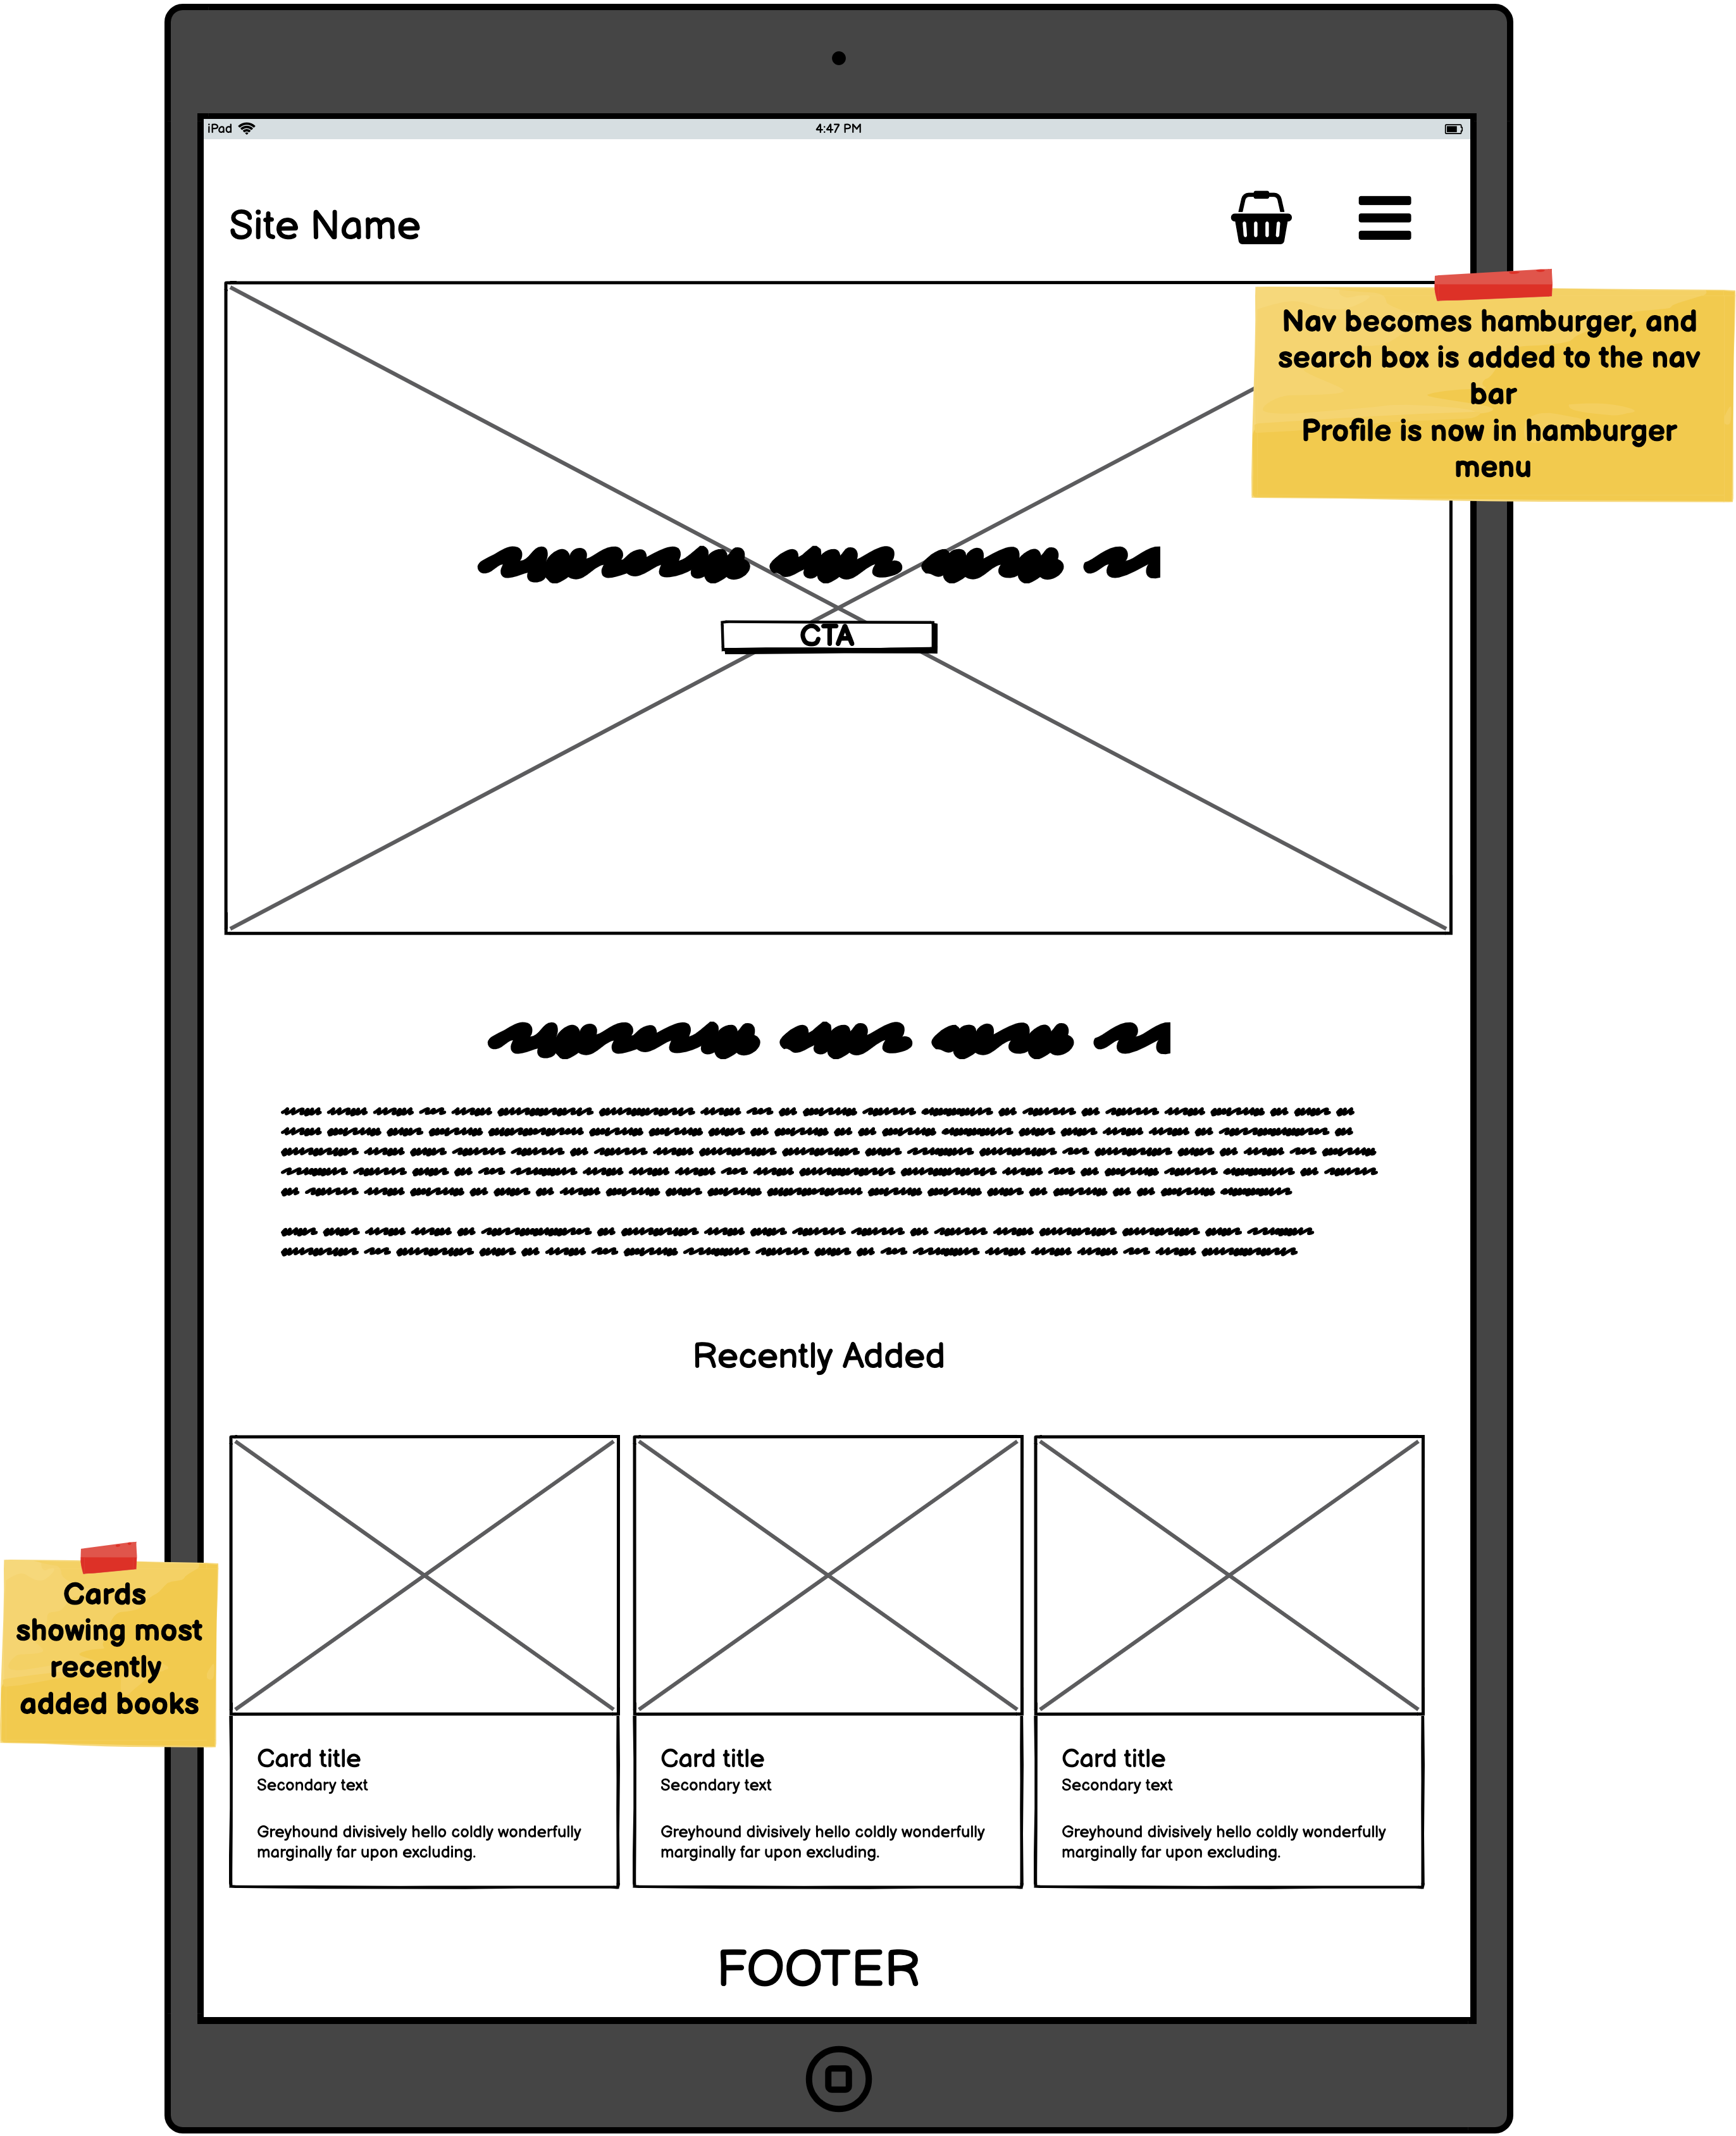 iPad
4:47 PM
Site Name
Nav becomes hamburger, and
search box is added to the nav
bar
Profile is now in hamburger
menu
CTA
Recently Added
Cards
showing most
recently
added books
Card title
Secondary text
Greyhound divisively hello coldly wonderfully
marginally far upon excluding.
Card title
Secondary text
Greyhound divisively hello coldly wonderfully
marginally far upon excluding.
Card title
Secondary text
Greyhound divisively hello coldly wonderfully
marginally far upon excluding.
FOOTER